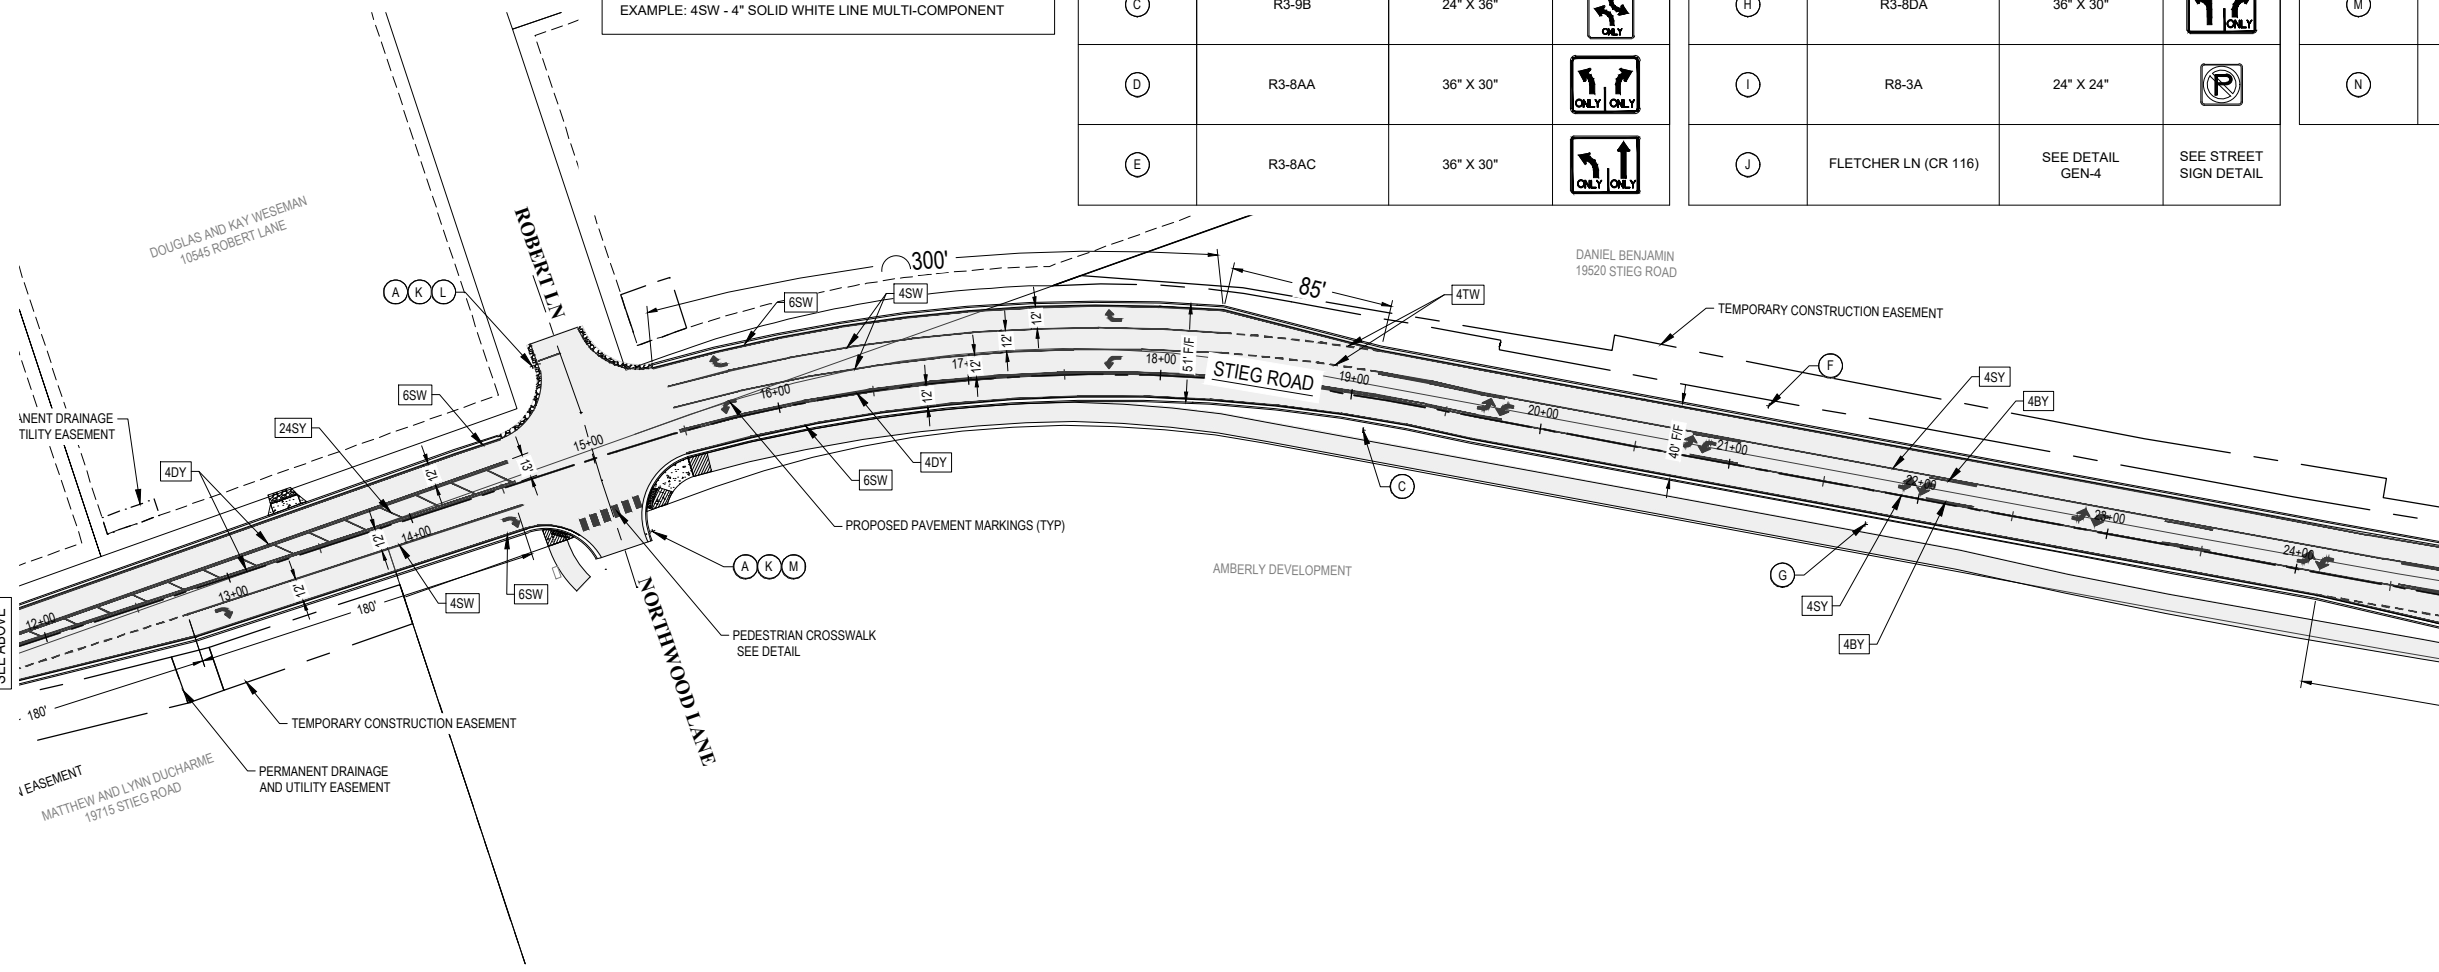 EXAMPLE: 4SW - 4" SOLID WHITE LINE MULTI-COMPONENT
C R3-9B 24" X 36" ONLY
D R3-8AA 36" X 30" ONLY ONLY
E R3-8AC 36" X 30" ONLY ONLY
H R3-8DA 36" X 30" ONLY
I R8-3A 24" X 24" P
J FLETCHER LN (CR 116) SEE DETAIL GEN-4 SEE STREET SIGN DETAIL
M
N
DOUGLAS AND KAY WESEMAN
10545 ROBERT LANE
ROBERT LN
A K L
300'
85'
DANIEL BENJAMIN
19520 STIEG ROAD
TEMPORARY CONSTRUCTION EASEMENT
6SW
4SW
4TW
F
4SY
4BY
12'
12'
12'
12'
51' F/F
40' F/F
STIEG ROAD
6SW
24SY
4DY
ANENT DRAINAGE
TILITY EASEMENT
12'
13'
12'
12'
12+00
13+00
14+00
15+00
16+00
17+
18+00
19+00
20+00
21+00
22+00
23+00
24+00
4DY
6SW
C
G
4SY
4BY
PROPOSED PAVEMENT MARKINGS (TYP)
A K M
AMBERLY DEVELOPMENT
4SW
6SW
180'
180'
SEE ABOVE
NORTHWOOD LANE
PEDESTRIAN CROSSWALK
SEE DETAIL
TEMPORARY CONSTRUCTION EASEMENT
PERMANENT DRAINAGE
AND UTILITY EASEMENT
N EASEMENT
MATTHEW AND LYNN DUCHARME
19715 STIEG ROAD